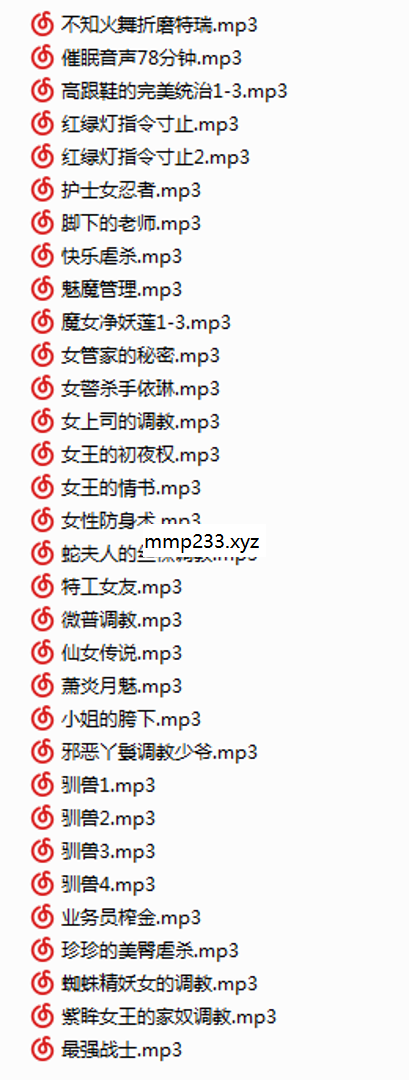 不知火舞折磨特瑞.mp3
催眠音声78分钟.mp3
高跟鞋的完美统治1-3.mp3
红绿灯指令寸止.mp3
红绿灯指令寸止2.mp3
护士女忍者.mp3
脚下的老师.mp3
快乐虐杀.mp3
魅魔管理.mp3
魔女净妖莲1-3.mp3
女管家的秘密.mp3
女警杀手依琳.mp3
女上司的调教.mp3
女王的初夜权.mp3
女王的情书.mp3
女性防身术.mp3
mmp233.xyz
蛇夫人的调教.mp3
特工女友.mp3
微普调教.mp3
仙女传说.mp3
萧炎月魅.mp3
小姐的胯下.mp3
邪恶丫鬟调教少爷.mp3
驯兽1.mp3
驯兽2.mp3
驯兽3.mp3
驯兽4.mp3
业务员榨金.mp3
珍珍的美臀虐杀.mp3
蜘蛛精妖女的调教.mp3
紫眸女王的家奴调教.mp3
最强战士.mp3